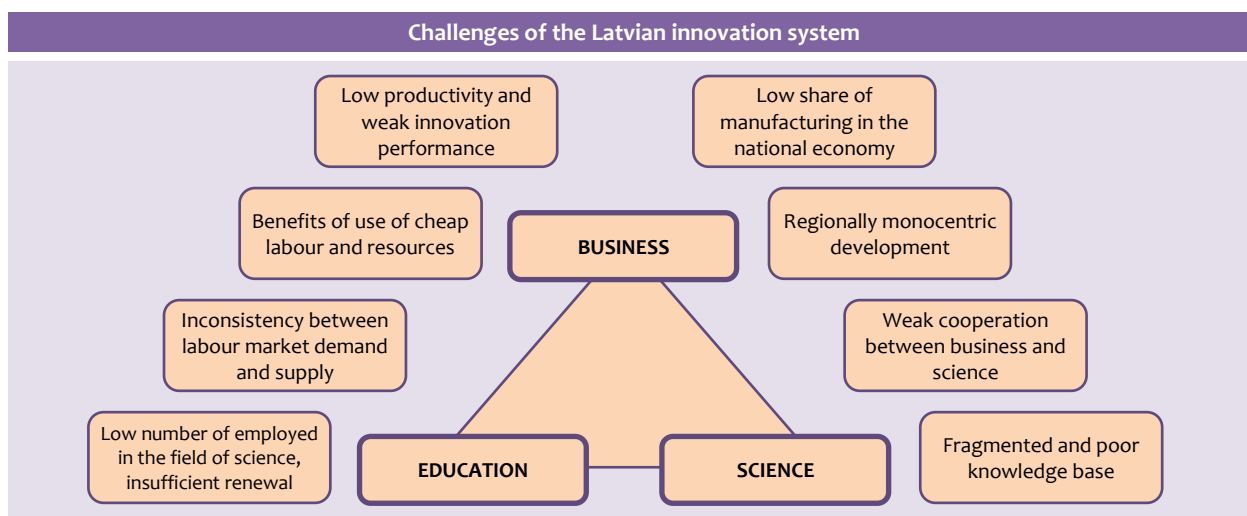 Challenges of the Latvian innovation system
Low productivity and
weak innovation
performance
Low share of
manufacturing in the
national economy
Benefits of use of cheap
labour and resources
BUSINESS
Regionally monocentric
development
Inconsistency between
labour market demand
and supply
Weak cooperation
between business and
science
Low number of employed
in the field of science,
insufficient renewal
EDUCATION
SCIENCE
Fragmented and poor
knowledge base